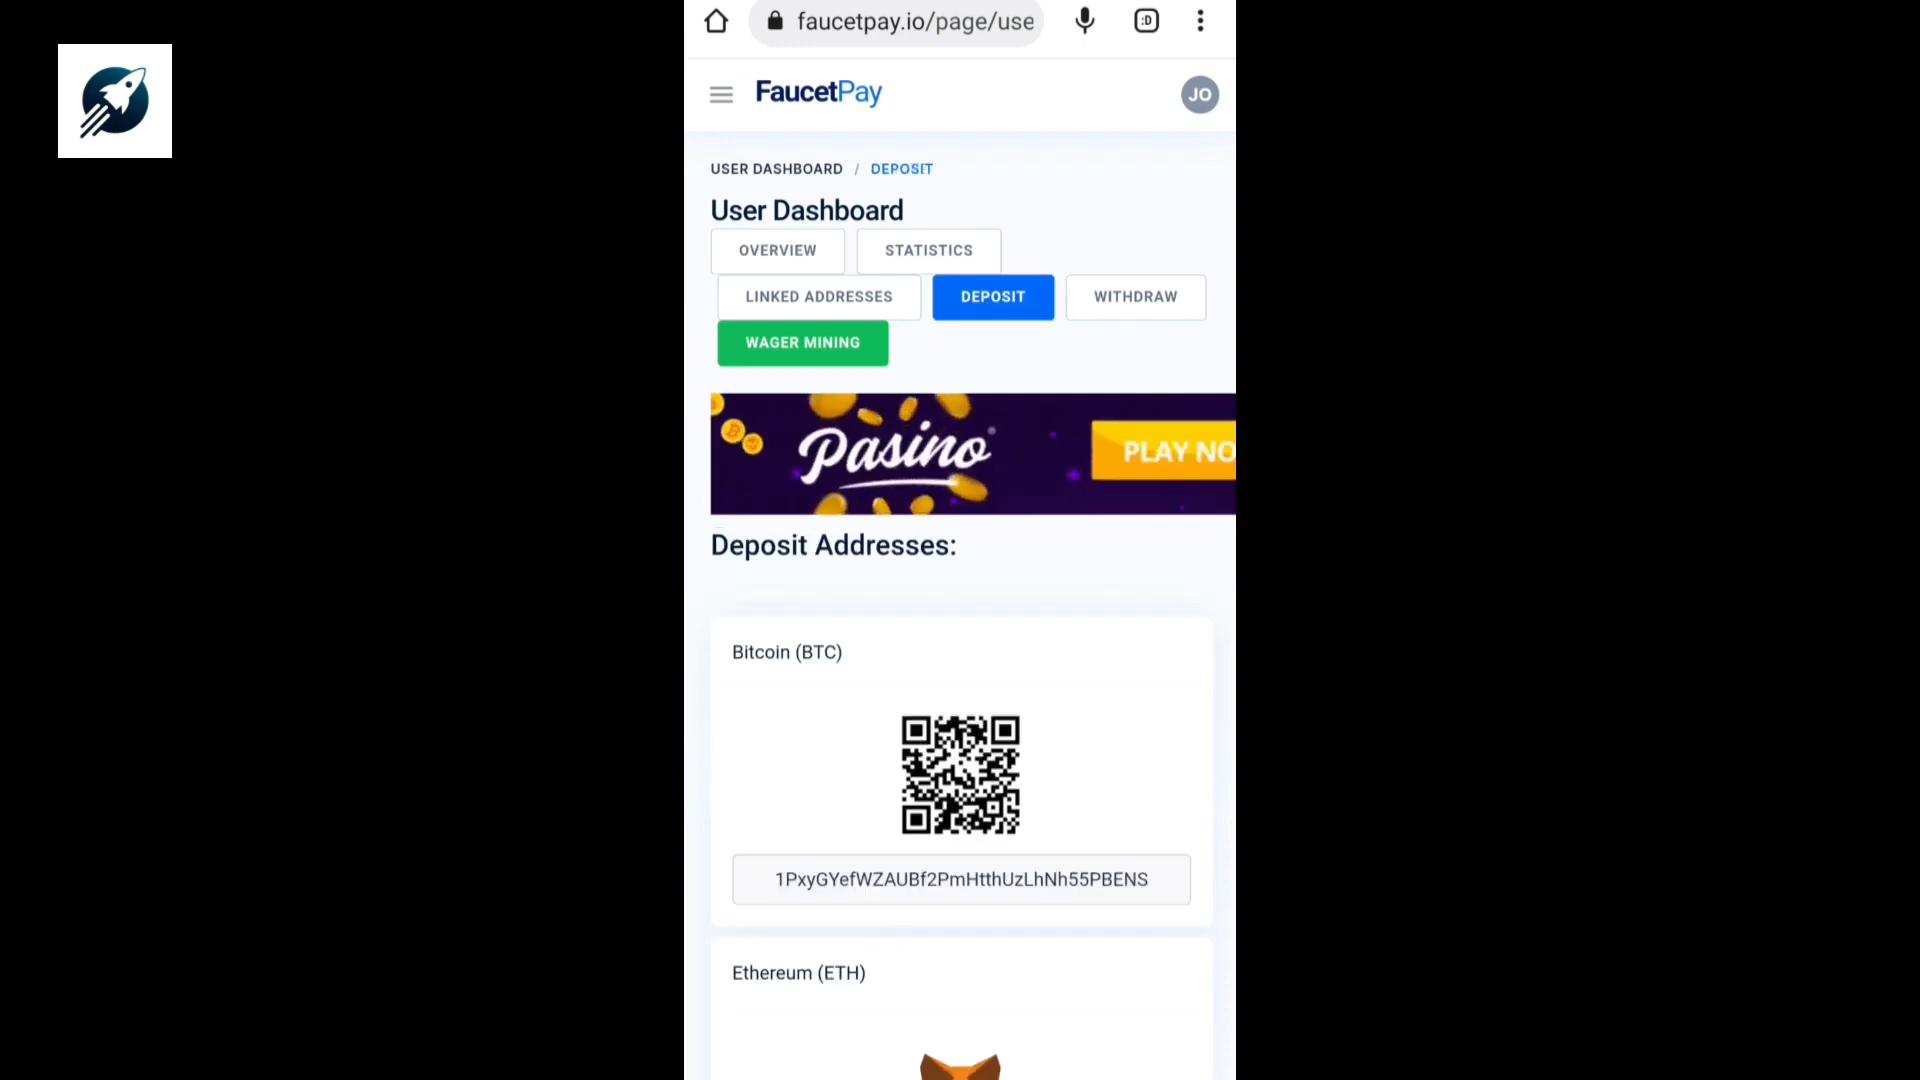 faucetpay.io/page/use
:D
FaucetPay
JO
USER DASHBOARD / DEPOSIT
User Dashboard
OVERVIEW STATISTICS
LINKED ADDRESSES DEPOSIT WITHDRAW
WAGER MINING
Pasino
PLAY NO
Deposit Addresses:
Bitcoin (BTC)
1PxyGYefWZAUBf2PmHtthUzLhNh55PBENS
Ethereum (ETH)